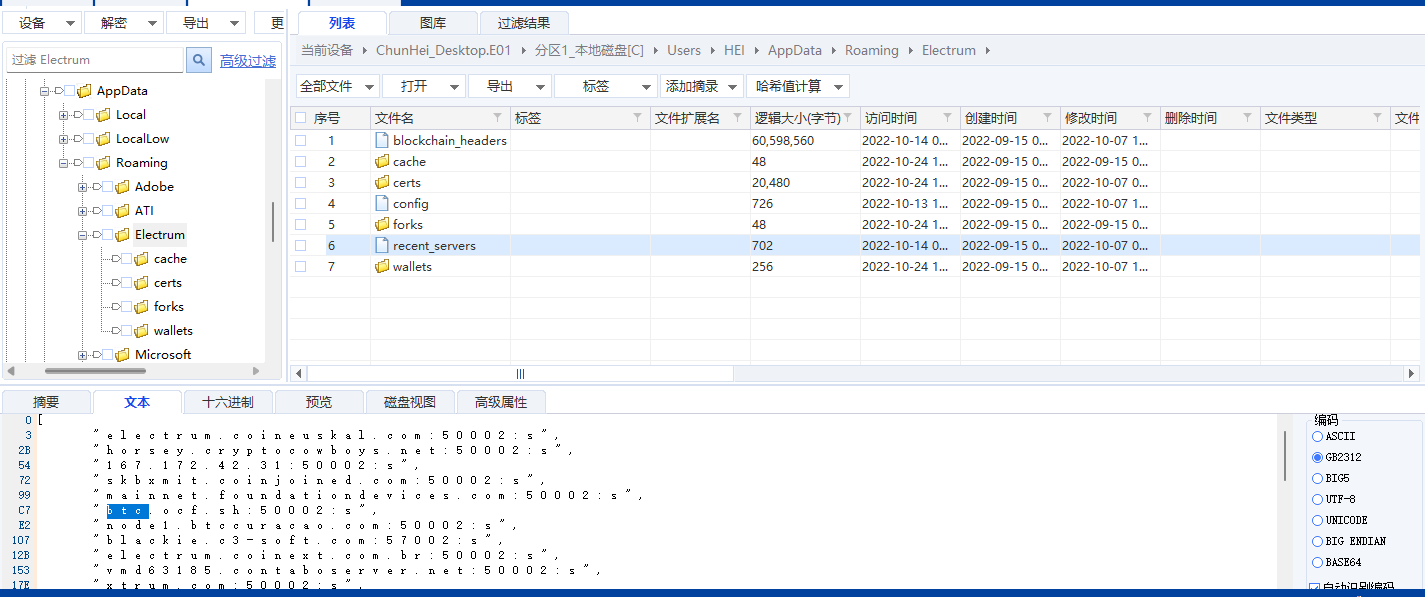 设备 解密 导出 更
列表 图库 过滤结果
过滤 Electrum 高级过滤
当前设备 ChunHei_Desktop.E01 分区1_本地磁盘[C] Users HEI AppData Roaming Electrum
全部文件 打开 导出 标签 添加摘录 哈希值计算
AppData
Local
LocalLow
Roaming
Adobe
ATI
Electrum
cache
certs
forks
wallets
Microsoft
序号 文件名 标签 文件扩展名 逻辑大小(字节) 访问时间 创建时间 修改时间 删除时间 文件类型 文件
1 blockchain_headers 60,598,560 2022-10-14 0... 2022-09-15 0... 2022-10-07 1...
2 cache 48 2022-10-24 1... 2022-09-15 0... 2022-09-15 0...
3 certs 20,480 2022-10-24 1... 2022-09-15 0... 2022-10-07 0...
4 config 726 2022-10-13 1... 2022-09-15 0... 2022-10-07 1...
5 forks 48 2022-10-24 1... 2022-09-15 0... 2022-09-15 0...
6 recent_servers 702 2022-10-14 0... 2022-09-15 0... 2022-10-07 0...
7 wallets 256 2022-10-24 1... 2022-09-15 0... 2022-10-07 1...
摘要 文本 十六进制 预览 磁盘视图 高级属性
0 [
3 "electrum.coineuskal.com:50002:s",
2B "horsey.cryptocowboys.net:50002:s",
54 "167.172.42.31:50002:s",
72 "skbxmit.coinjoined.com:50002:s",
99 "mainnet.foundationdevices.com:50002:s",
C7 "btc.ocf.sh:50002:s",
E2 "node1.btccuracao.com:50002:s",
107 "blackie.c3-soft.com:57002:s",
12B "electrum.coinext.com.br:50002:s",
153 "vmd63185.contaboserver.net:50002:s",
17E "xtrum.com:50002:s",
编码
ASCII
GB2312
BIG5
UTF-8
UNICODE
BIG ENDIAN
BASE64
自动识别编码